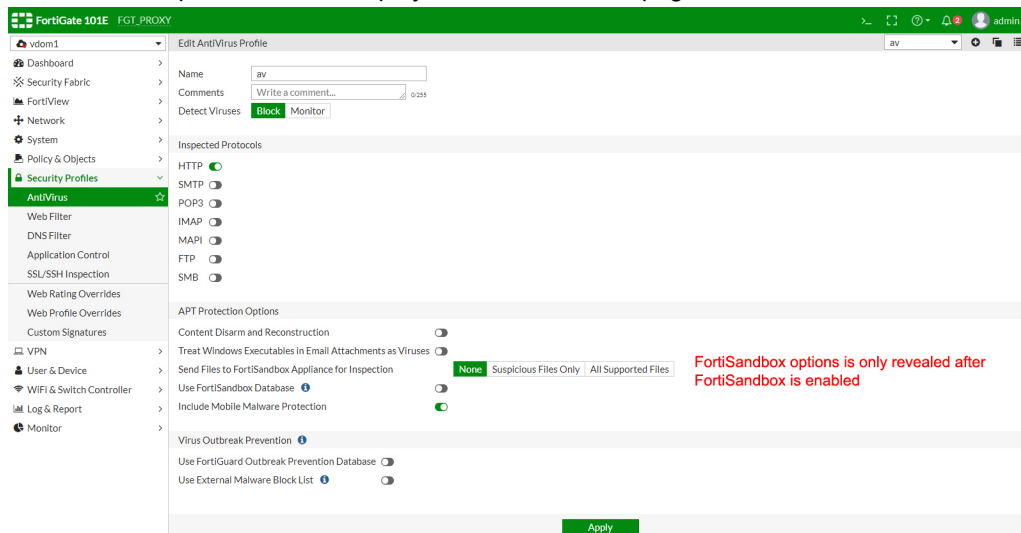 FortiGate 101E FGT_PROXY
>_ 2 admin
vdom1
Edit AntiVirus Profile
av
Dashboard
Security Fabric
FortiView
Network
System
Policy & Objects
Security Profiles
AntiVirus
Web Filter
DNS Filter
Application Control
SSL/SSH Inspection
Web Rating Overrides
Web Profile Overrides
Custom Signatures
VPN
User & Device
WiFi & Switch Controller
Log & Report
Monitor
Name av
Comments Write a comment... 0/255
Detect Viruses Block Monitor
Inspected Protocols
HTTP
SMTP
POP3
IMAP
MAPI
FTP
SMB
APT Protection Options
Content Disarm and Reconstruction
Treat Windows Executables in Email Attachments as Viruses
Send Files to FortiSandbox Appliance for Inspection None Suspicious Files Only All Supported Files
Use FortiSandbox Database
Include Mobile Malware Protection
FortiSandbox options is only revealed after
FortiSandbox is enabled
Virus Outbreak Prevention
Use FortiGuard Outbreak Prevention Database
Use External Malware Block List
Apply